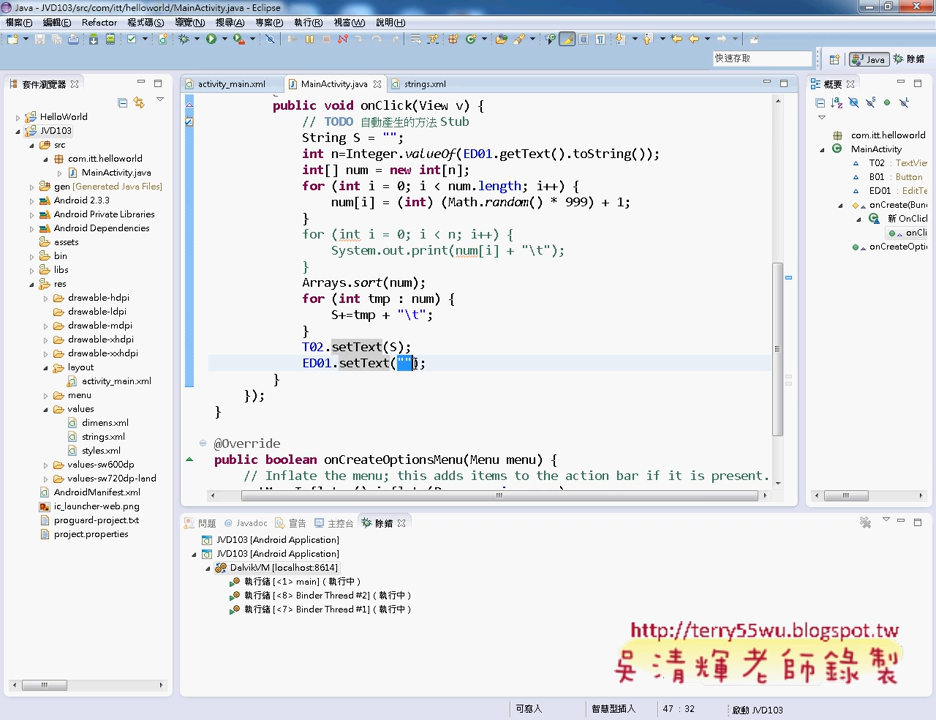 Java - JVD103/src/com/itt/helloworld/MainActivity.java - Eclipse
檔案(F) 編輯(E) Refactor 程式碼(S) 導覽(N) 搜尋(A) 專案(P) 執行(R) 視窗(W) 說明(H)
快速存取
Java
除錯
套件瀏覽器
HelloWorld
JVD103
src
com.itt.helloworld
MainActivity.java
gen [Generated Java Files]
Android 2.3.3
Android Private Libraries
Android Dependencies
assets
bin
libs
res
drawable-hdpi
drawable-ldpi
drawable-mdpi
drawable-xhdpi
drawable-xxhdpi
layout
activity_main.xml
menu
values
dimens.xml
strings.xml
styles.xml
values-sw600dp
values-sw720dp-land
AndroidManifest.xml
ic_launcher-web.png
proguard-project.txt
project.properties
activity_main.xml
MainActivity.java
strings.xml
public void onClick(View v) {
// TODO 自動產生的方法 Stub
String S = "";
int n=Integer.valueOf(ED01.getText().toString());
int[] num = new int[n];
for (int i = 0; i < num.length; i++) {
num[i] = (int) (Math.random() * 999) + 1;
}
for (int i = 0; i < n; i++) {
System.out.print(num[i] + "\t");
}
Arrays.sort(num);
for (int tmp : num) {
S+=tmp + "\t";
}
T02.setText(S);
ED01.setText("");
}
});
}
@Override
public boolean onCreateOptionsMenu(Menu menu) {
// Inflate the menu; this adds items to the action bar if it is present.
概要
com.itt.helloworld
MainActivity
T02 : TextView
B01 : Button
ED01 : EditTe
onCreate(Bun
新 OnClick
onCli
onCreateOptio
問題
@ Javadoc
宣告
主控台
除錯
JVD103 [Android Application]
JVD103 [Android Application]
DalvikVM [localhost:8614]
執行緒 [<1> main] (執行中)
執行緒 [<8> Binder Thread #2] (執行中)
執行緒 [<7> Binder Thread #1] (執行中)
http://terry55wu.blogspot.tw
吳清輝老師錄製
可寫入
智慧型插入
47 : 32
啟動 JVD103